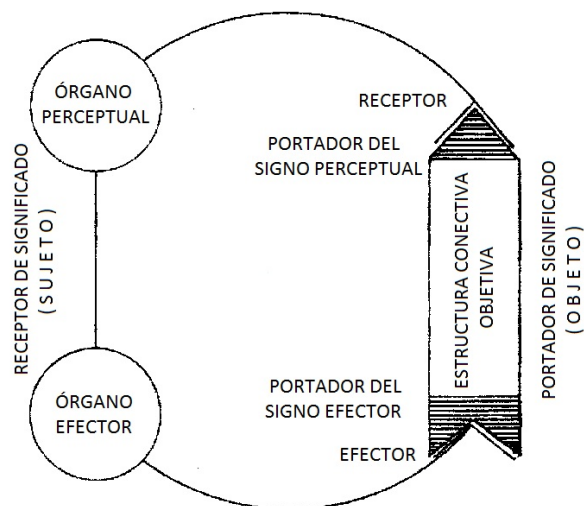 ÓRGANO
PERCEPTUAL
RECEPTOR
PORTADOR DEL
SIGNO PERCEPTUAL
RECEPTOR DE SIGNIFICADO
( S U J E T O )
ESTRUCTURA CONECTIVA
OBJETIVA
PORTADOR DE SIGNIFICADO
( O B J E T O )
ÓRGANO
EFECTOR
PORTADOR DEL
SIGNO EFECTOR
EFECTOR